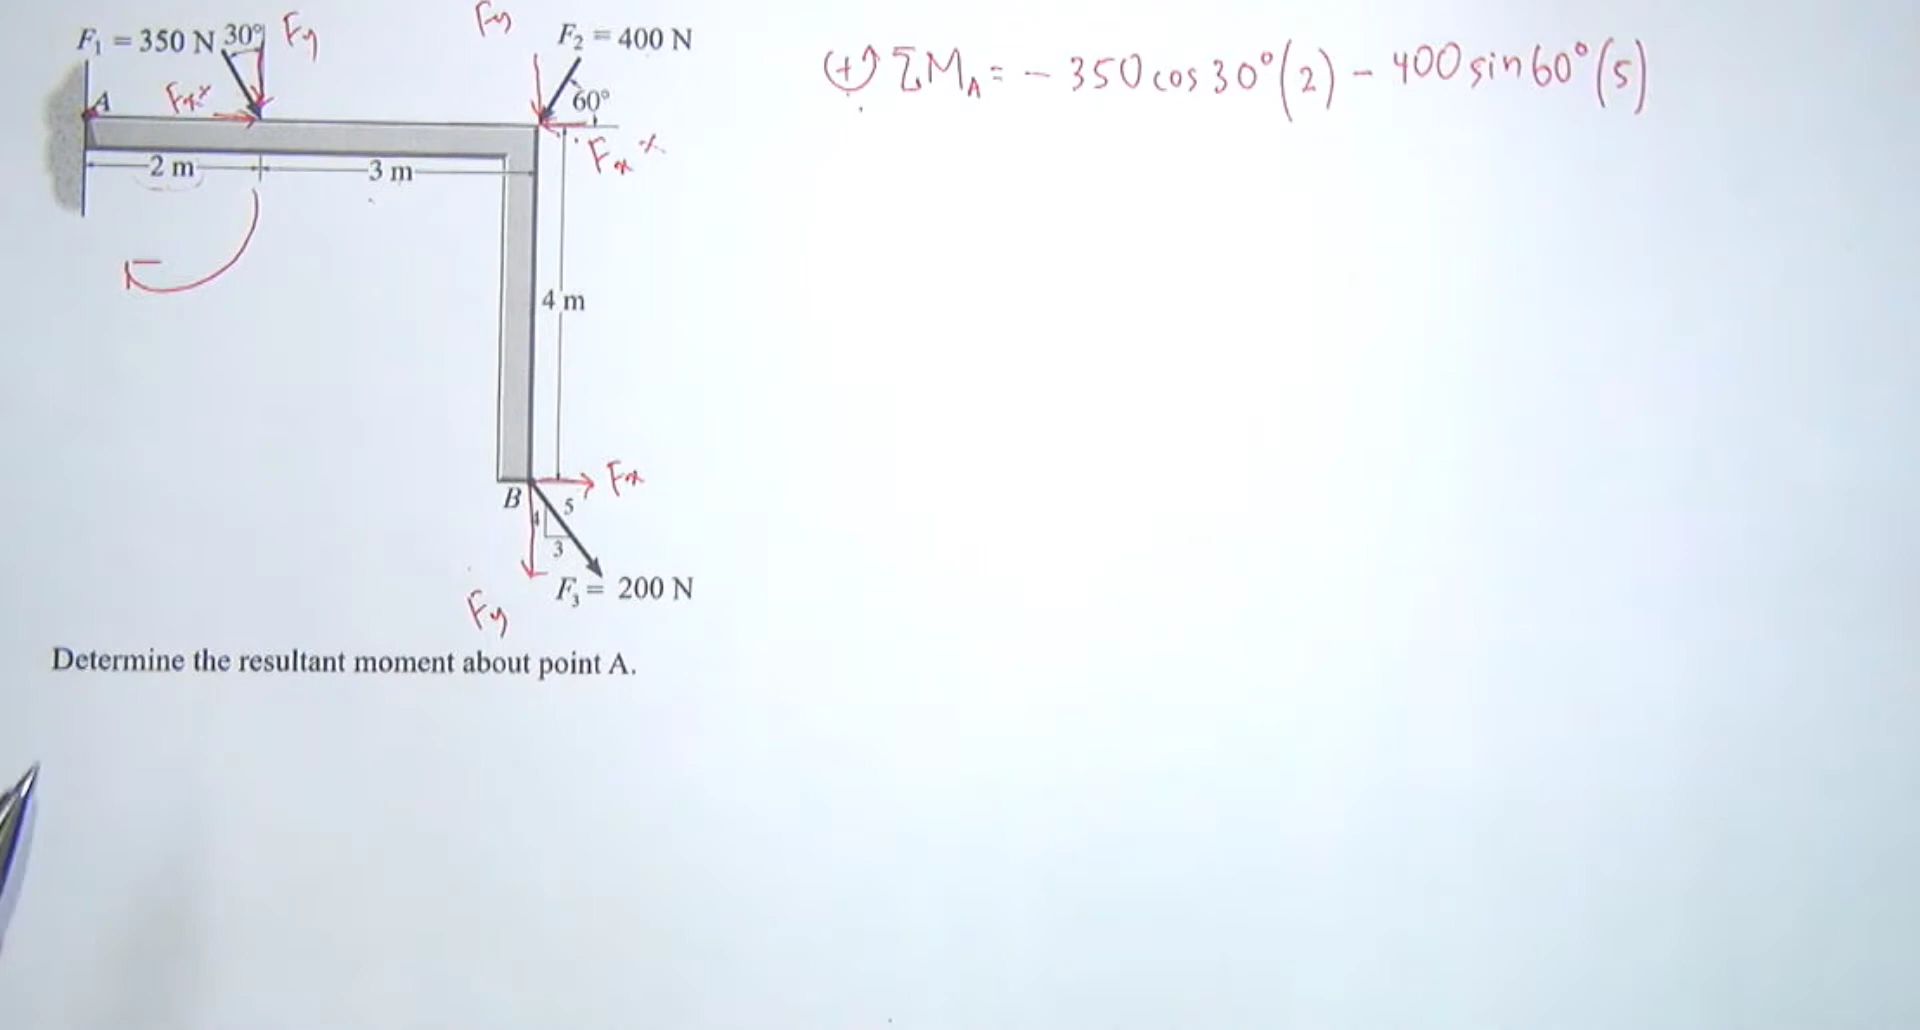 F₁ = 350 N 30° Fy
Fy F₂ = 400 N
(+) ΣM_A = - 350 cos 30° (2) - 400 sin 60° (5)
A Fx x
60°
Fx x
2 m 3 m
4 m
Fx
B 5
4
3
F₃ = 200 N
Fy
Determine the resultant moment about point A.